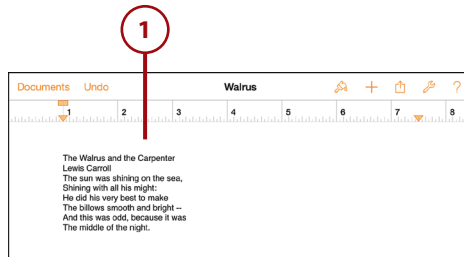 1
Documents Undo Walrus ?
1 2 3 4 5 6 7 8
The Walrus and the Carpenter
Lewis Carroll
The sun was shining on the sea,
Shining with all his might:
He did his very best to make
The billows smooth and bright --
And this was odd, because it was
The middle of the night.